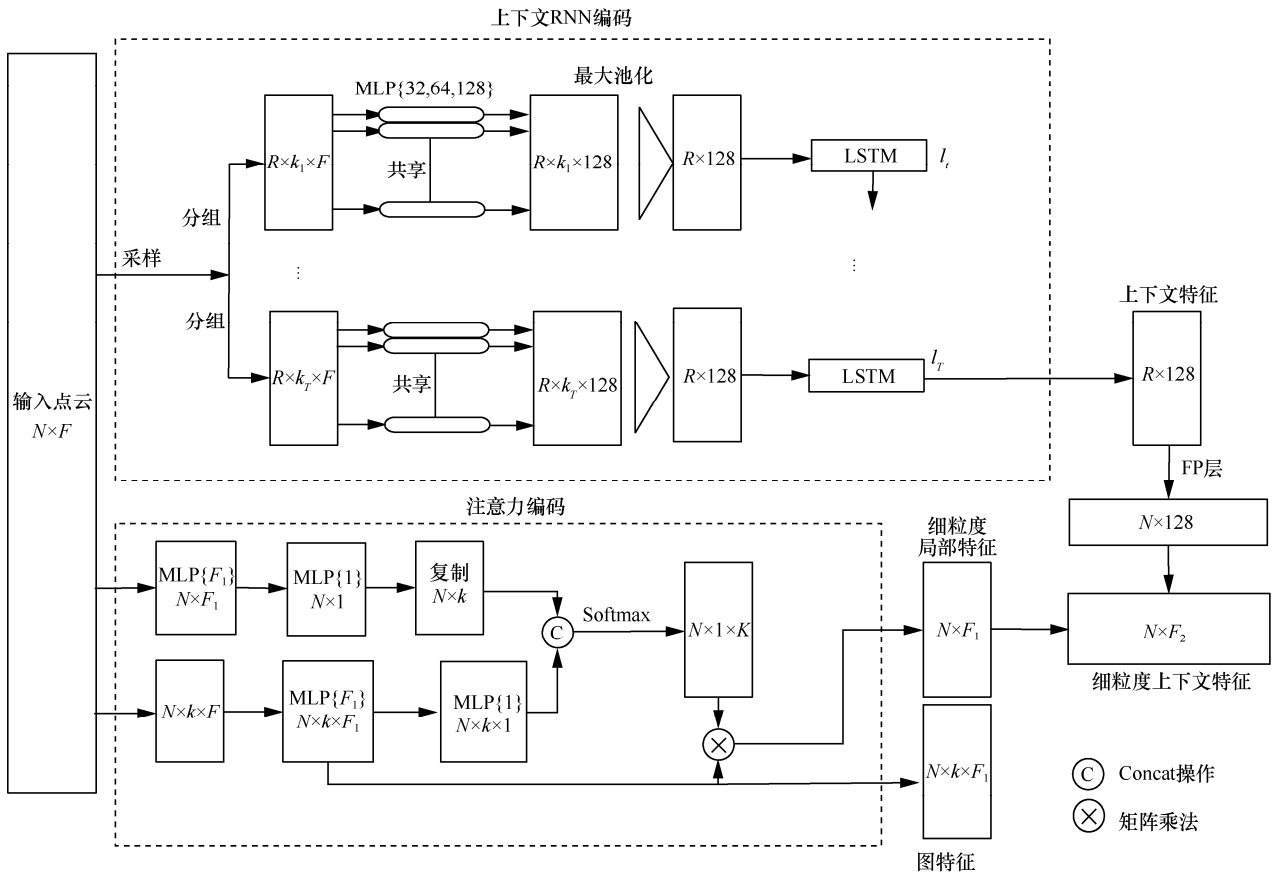 上下文RNN编码
MLP{32,64,128}
最大池化
R×k₁×F
共享
R×k₁×128
R×128
LSTM
lₜ
分组
采样
⋮
⋮
分组
R×k_T×F
共享
R×k_T×128
R×128
LSTM
l_T
上下文特征
R×128
FP层
N×128
输入点云
N×F
注意力编码
MLP{F₁}
N×F₁
MLP{1}
N×1
复制
N×k
C
Softmax
N×1×K
N×k×F
MLP{F₁}
N×k×F₁
MLP{1}
N×k×1
细粒度
局部特征
N×F₁
N×F₂
细粒度上下文特征
N×k×F₁
图特征
C Concat操作
× 矩阵乘法